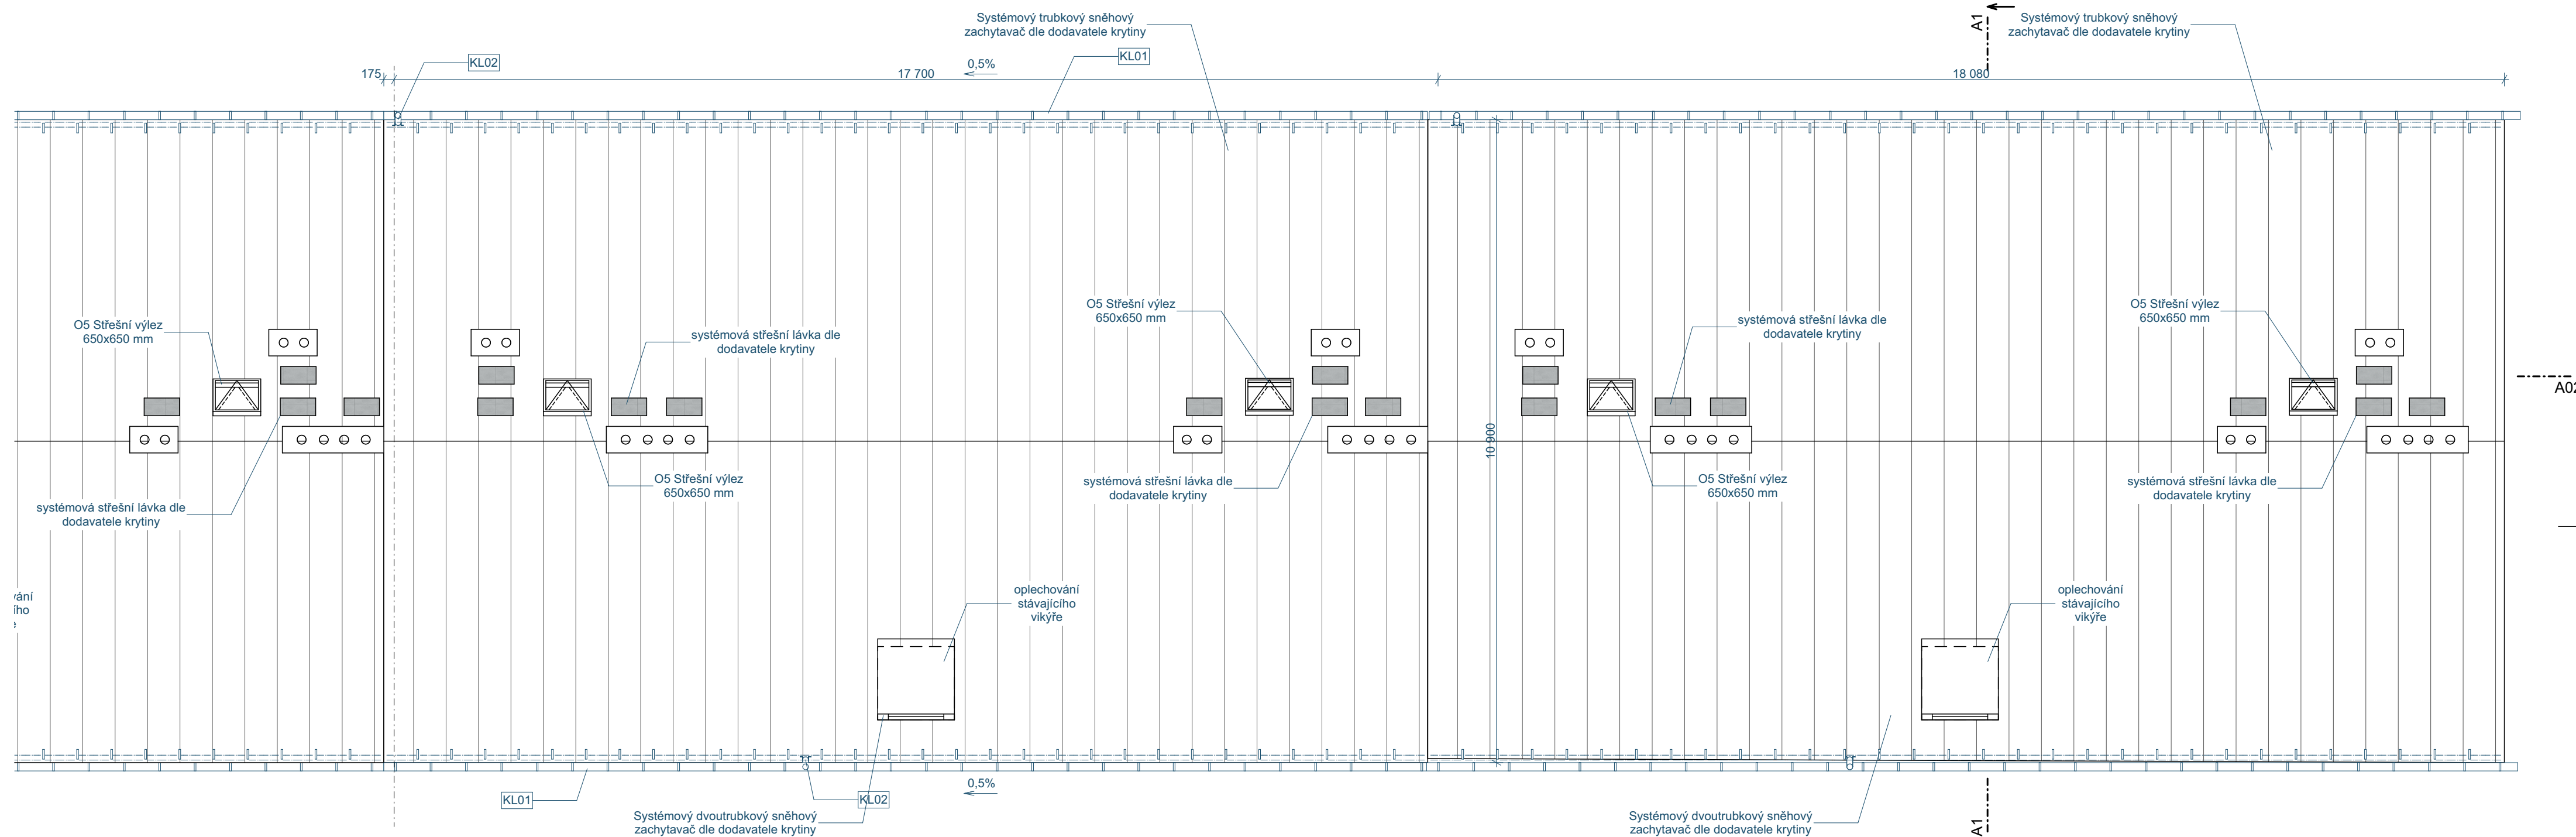 Systémový trubkový sněhový
zachytavač dle dodavatele krytiny
A1
Systémový trubkový sněhový
zachytavač dle dodavatele krytiny
KL02
KL01
175
17 700
0,5%
18 080
O5 Střešní výlez
650x650 mm
systémová střešní lávka dle
dodavatele krytiny
O5 Střešní výlez
650x650 mm
systémová střešní lávka dle
dodavatele krytiny
O5 Střešní výlez
650x650 mm
A02
10 900
systémová střešní lávka dle
dodavatele krytiny
O5 Střešní výlez
650x650 mm
systémová střešní lávka dle
dodavatele krytiny
O5 Střešní výlez
650x650 mm
systémová střešní lávka dle
dodavatele krytiny
oplechování
stávajícího
vikýře
oplechování
stávajícího
vikýře
KL01
KL02
0,5%
Systémový dvoutrubkový sněhový
zachytavač dle dodavatele krytiny
Systémový dvoutrubkový sněhový
zachytavač dle dodavatele krytiny
A1